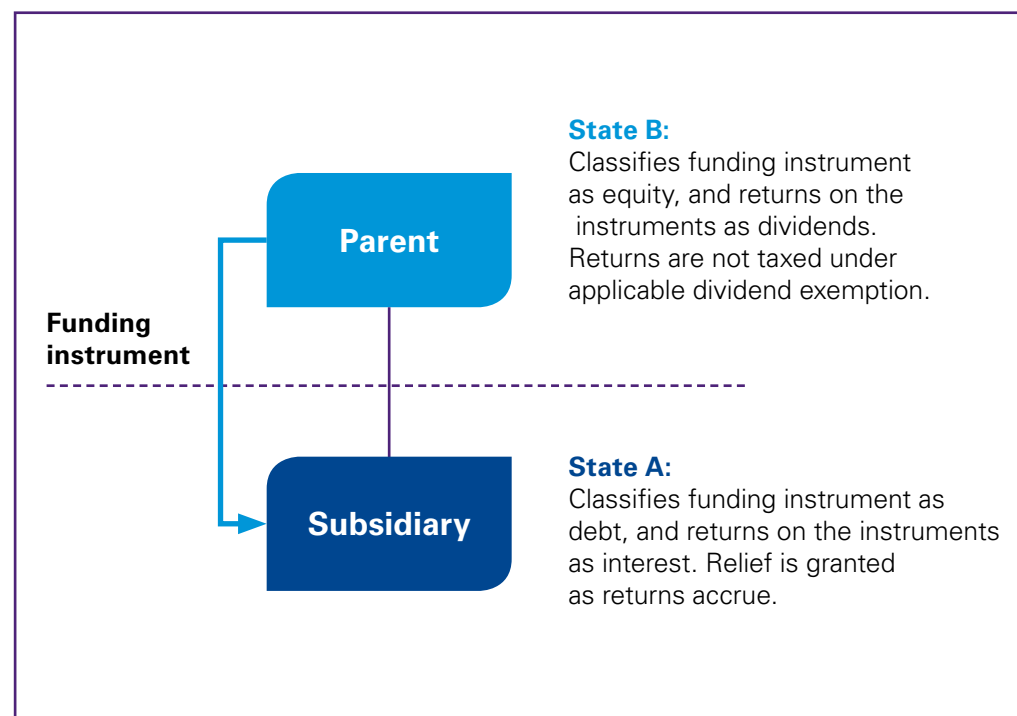 State B:
Classifies funding instrument
as equity, and returns on the
instruments as dividends.
Returns are not taxed under
applicable dividend exemption.
Parent
Funding
instrument
State A:
Classifies funding instrument as
debt, and returns on the instruments
as interest. Relief is granted
as returns accrue.
Subsidiary